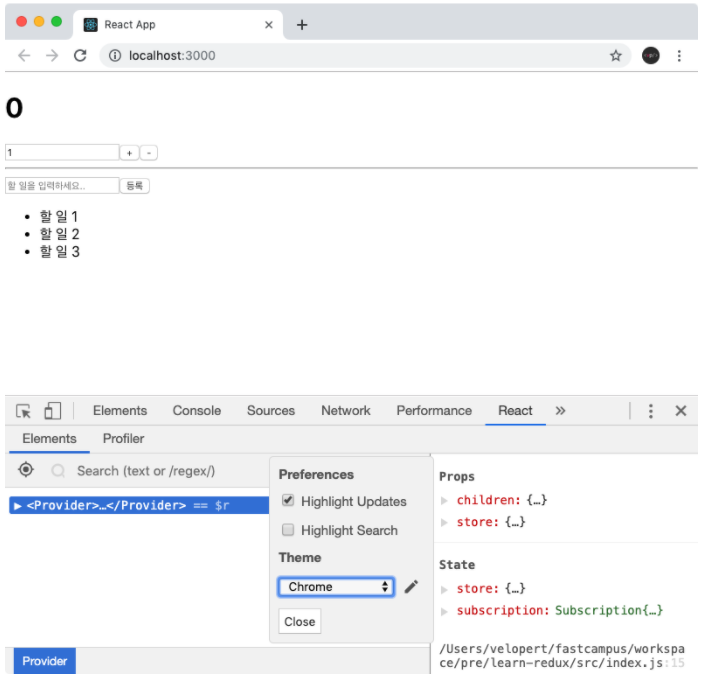 React App
localhost:3000
0
1 + -
할 일을 입력하세요.. 등록
할 일 1
할 일 2
할 일 3
Elements Console Sources Network Performance React »
Elements Profiler
Search (text or /regex/)
<Provider>…</Provider> == $r
Preferences
Highlight Updates
Highlight Search
Theme
Chrome
Close
Props
children: {…}
store: {…}
State
store: {…}
subscription: Subscription{…}
/Users/velopert/fastcampus/workspa
ce/pre/learn-redux/src/index.js:15
Provider